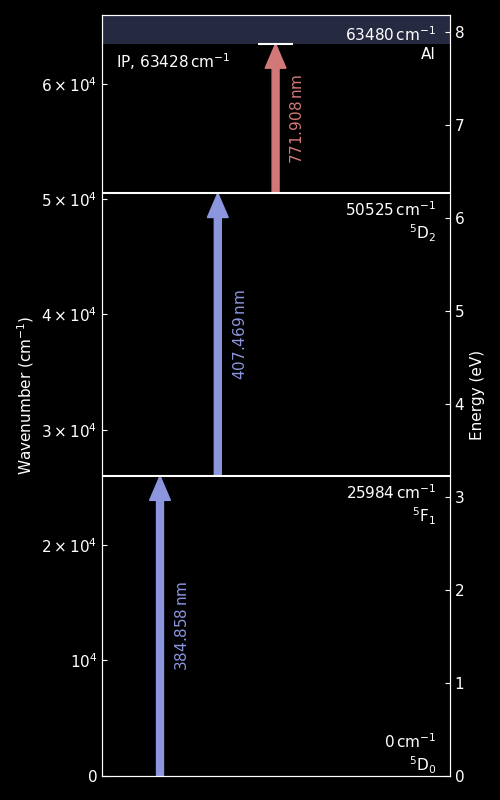 63480 cm⁻¹
AI
IP, 63428 cm⁻¹
771.908 nm
50525 cm⁻¹
⁵D₂
407.469 nm
25984 cm⁻¹
⁵F₁
384.858 nm
0 cm⁻¹
⁵D₀
Wavenumber (cm⁻¹)
6 × 10⁴
5 × 10⁴
4 × 10⁴
3 × 10⁴
2 × 10⁴
10⁴
0
Energy (eV)
8
7
6
5
4
3
2
1
0